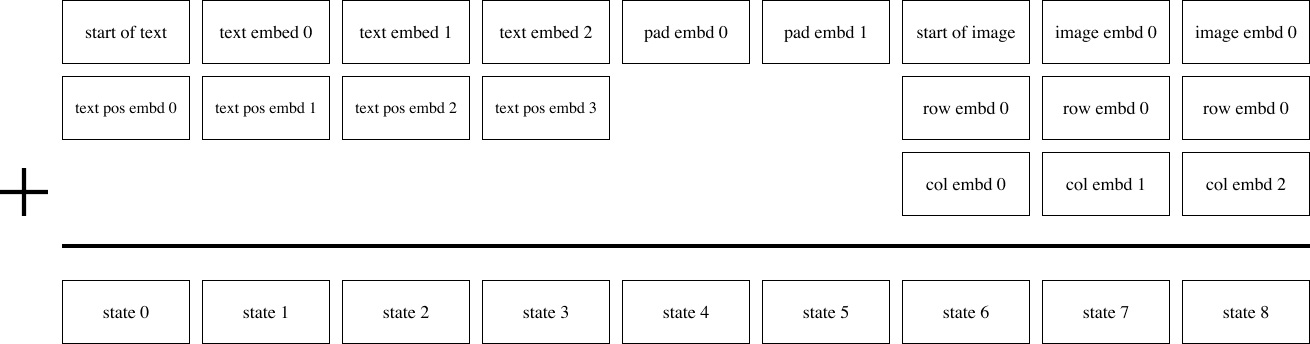 start of text text embed 0 text embed 1 text embed 2 pad embd 0 pad embd 1 start of image image embd 0 image embd 0
text pos embd 0 text pos embd 1 text pos embd 2 text pos embd 3 row embd 0 row embd 0 row embd 0
col embd 0 col embd 1 col embd 2
+
state 0 state 1 state 2 state 3 state 4 state 5 state 6 state 7 state 8